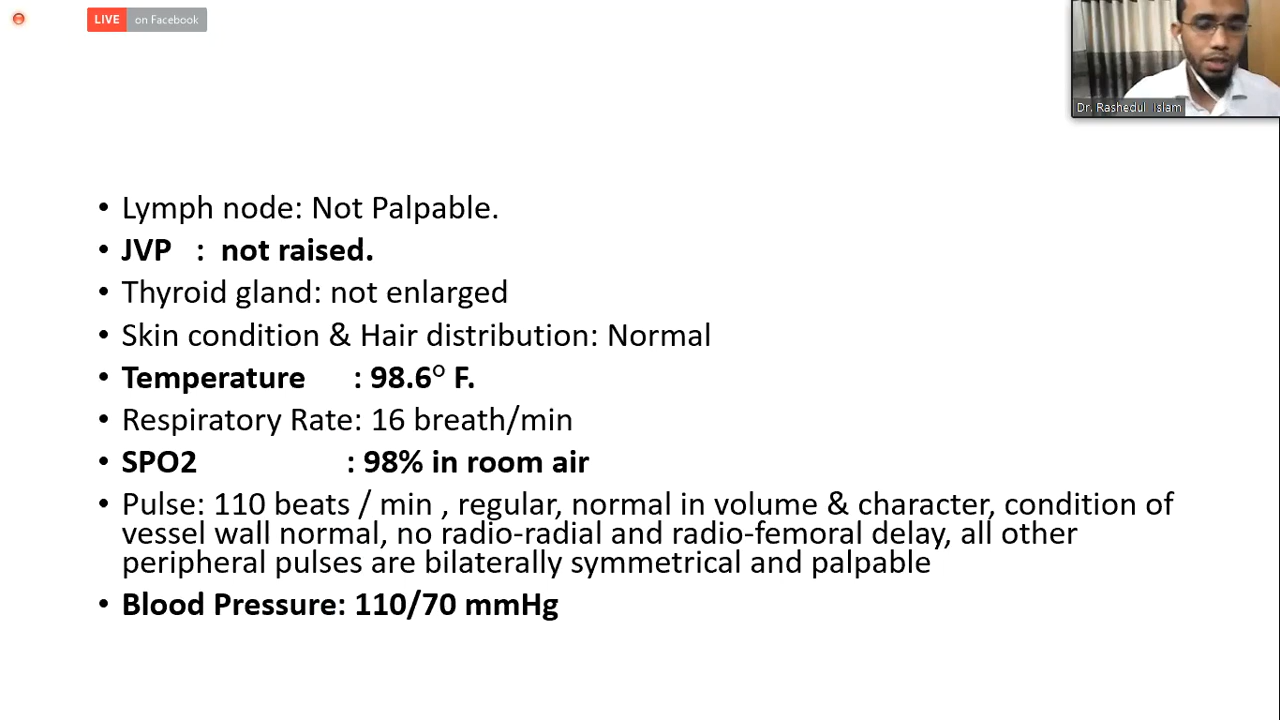 LIVE on Facebook
Dr. Rashedul Islam
• Lymph node: Not Palpable.
• JVP : not raised.
• Thyroid gland: not enlarged
• Skin condition & Hair distribution: Normal
• Temperature : 98.6° F.
• Respiratory Rate: 16 breath/min
• SPO2 : 98% in room air
• Pulse: 110 beats / min , regular, normal in volume & character, condition of
vessel wall normal, no radio-radial and radio-femoral delay, all other
peripheral pulses are bilaterally symmetrical and palpable
• Blood Pressure: 110/70 mmHg